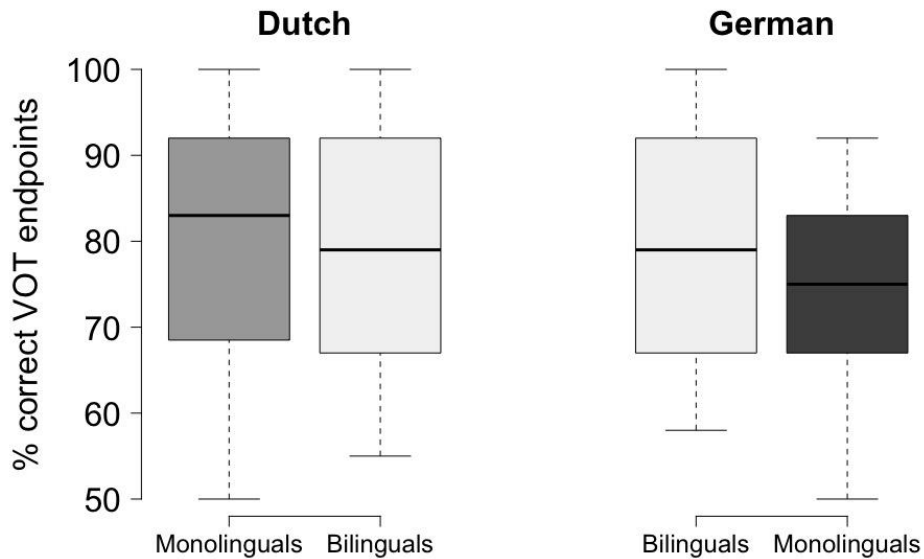 Dutch
German
% correct VOT endpoints
100
90
80
70
60
50
Monolinguals
Bilinguals
Bilinguals
Monolinguals